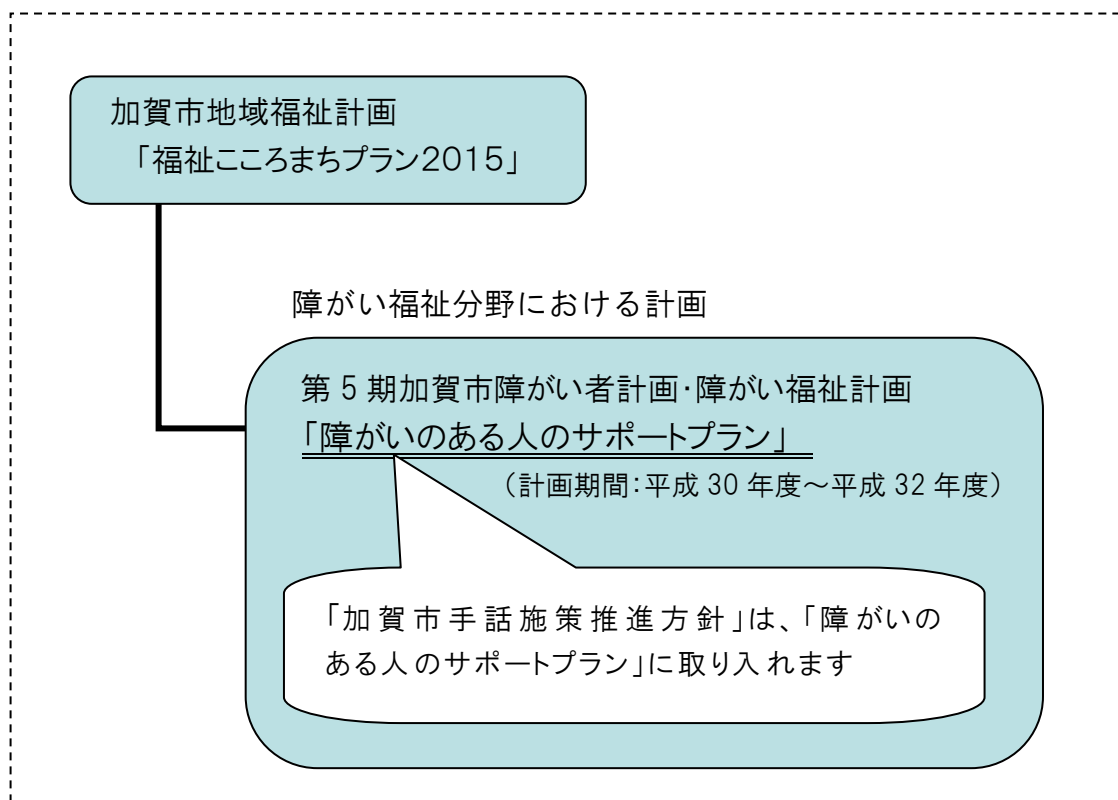 加賀市地域福祉計画
「福祉こころまちプラン2015」
障がい福祉分野における計画
第5期加賀市障がい者計画・障がい福祉計画
「障がいのある人のサポートプラン」
（計画期間：平成30年度～平成32年度）
「加賀市手話施策推進方針」は、「障がいの
ある人のサポートプラン」に取り入れます